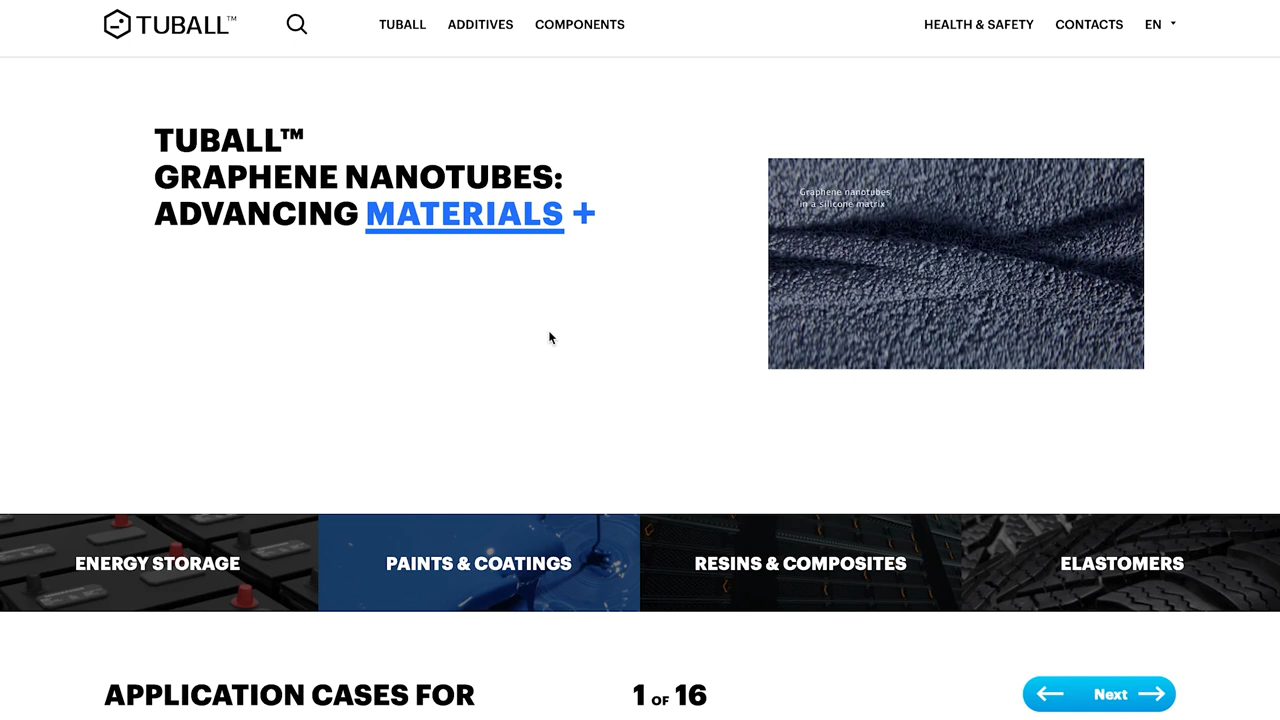 TUBALL™
TUBALL
ADDITIVES
COMPONENTS
HEALTH & SAFETY
CONTACTS
EN
TUBALL™
GRAPHENE NANOTUBES:
ADVANCING MATERIALS +
Graphene nanotubes
in a silicone matrix
ENERGY STORAGE
PAINTS & COATINGS
RESINS & COMPOSITES
ELASTOMERS
APPLICATION CASES FOR
1 OF 16
Next